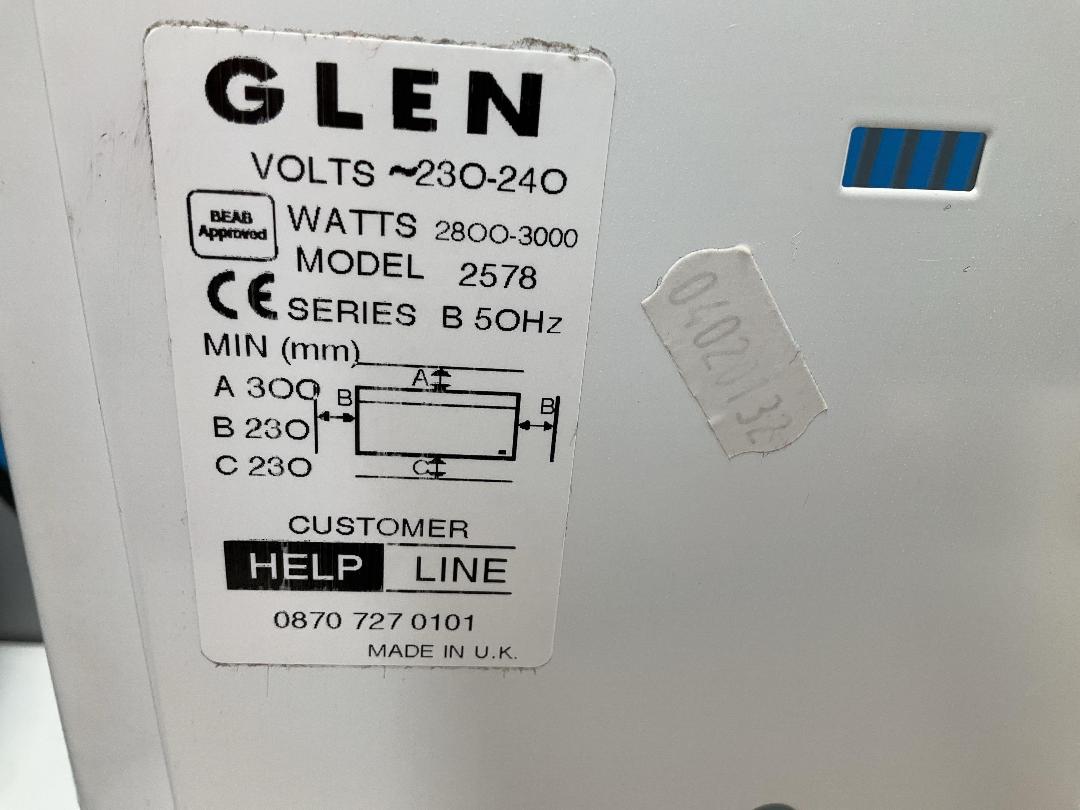 GLEN
VOLTS ~230-240
BEAB
Approved
WATTS 2800-3000
MODEL 2578
CE SERIES B 50Hz
MIN (mm)
A 300
B 230
C 230
A
B
B
C
CUSTOMER
HELP LINE
0870 727 0101
MADE IN U.K.
04020132